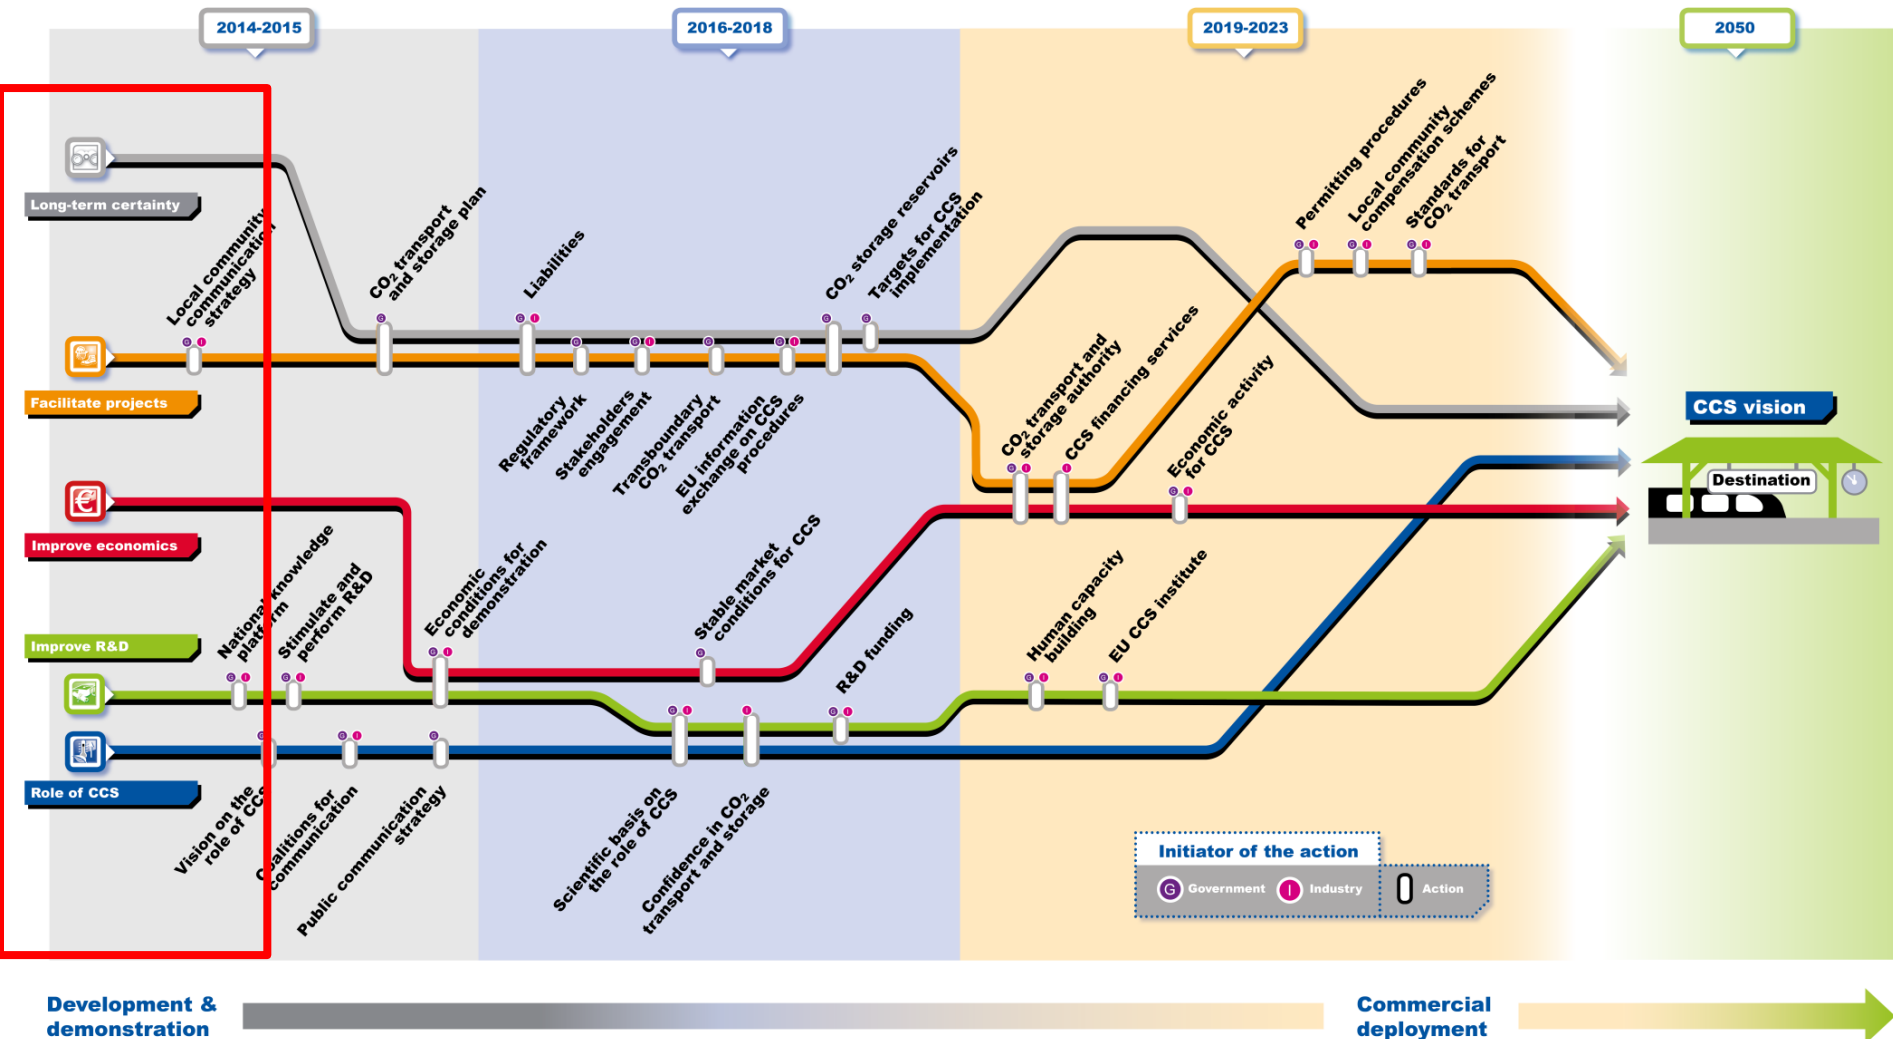 2014-2015
2016-2018
2019-2023
2050
Long-term certainty
Local community
communication
strategy
CO₂ transport
and storage plan
Liabilities
CO₂ storage reservoirs
Targets for CCS
implementation
Permitting procedures
Local community
compensation schemes
Standards for
CO₂ transport
G I
G
G I
G
G
G I
G I
G I
Facilitate projects
G I
G
G I
G
G I
Regulatory
framework
Stakeholders
engagement
Transboundary
CO₂ transport
EU information
exchange on CCS
procedures
CO₂ transport and
storage authority
CCS financing services
Economic activity
for CCS
G I
I
G I
CCS vision
Destination
€
Improve economics
National knowledge
platform
Stimulate and
perform R&D
Economic
conditions for
demonstration
Stable market
conditions for CCS
R&D funding
Human capacity
building
EU CCS institute
Improve R&D
G I
G I
G I
G
G I
G I
G I
G I
I
Role of CCS
G
G I
G
Vision on the
role of CCS
Coalitions for
communication
Public communication
strategy
Scientific basis on
the role of CCS
Confidence in CO₂
transport and storage
Initiator of the action
G Government
I Industry
Action
Development &
demonstration
Commercial
deployment